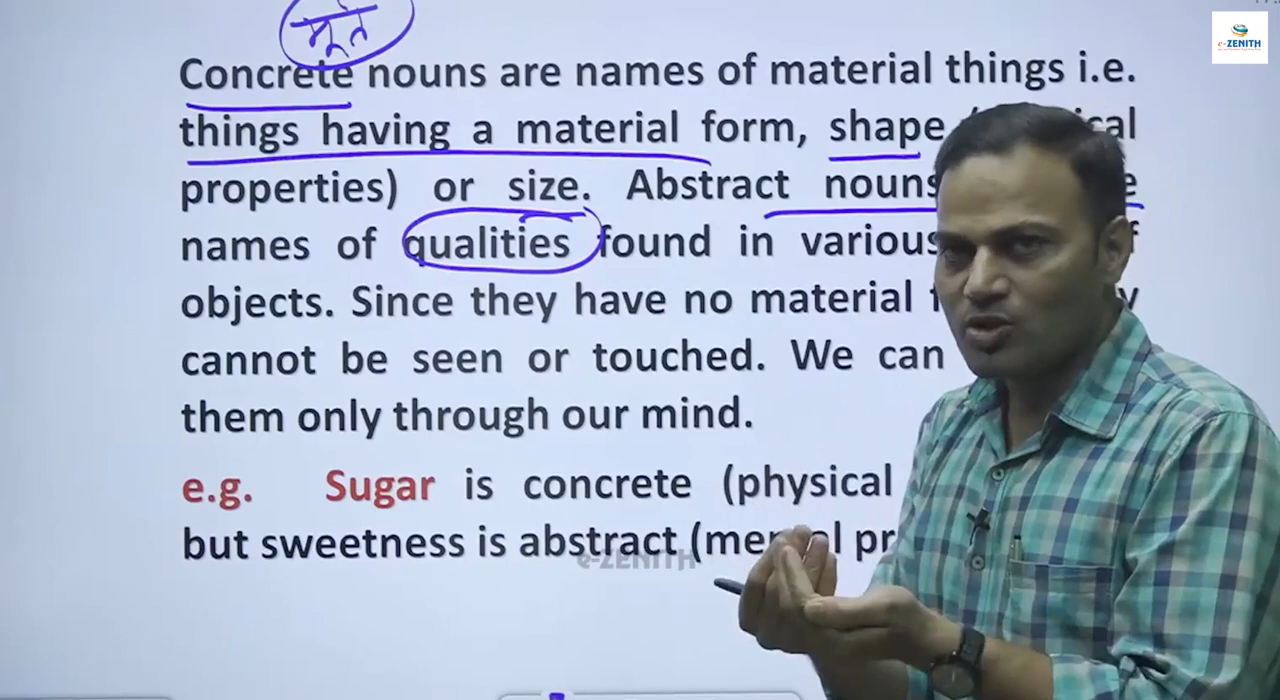 e-ZENITH
मूर्त
Concrete nouns are names of material things i.e.
things having a material form, shape
properties) or size. Abstract nouns
names of qualities found in various
objects. Since they have no material
cannot be seen or touched. We can
them only through our mind.
e.g. Sugar is concrete (physical
but sweetness is abstract (mental
e-ZENITH